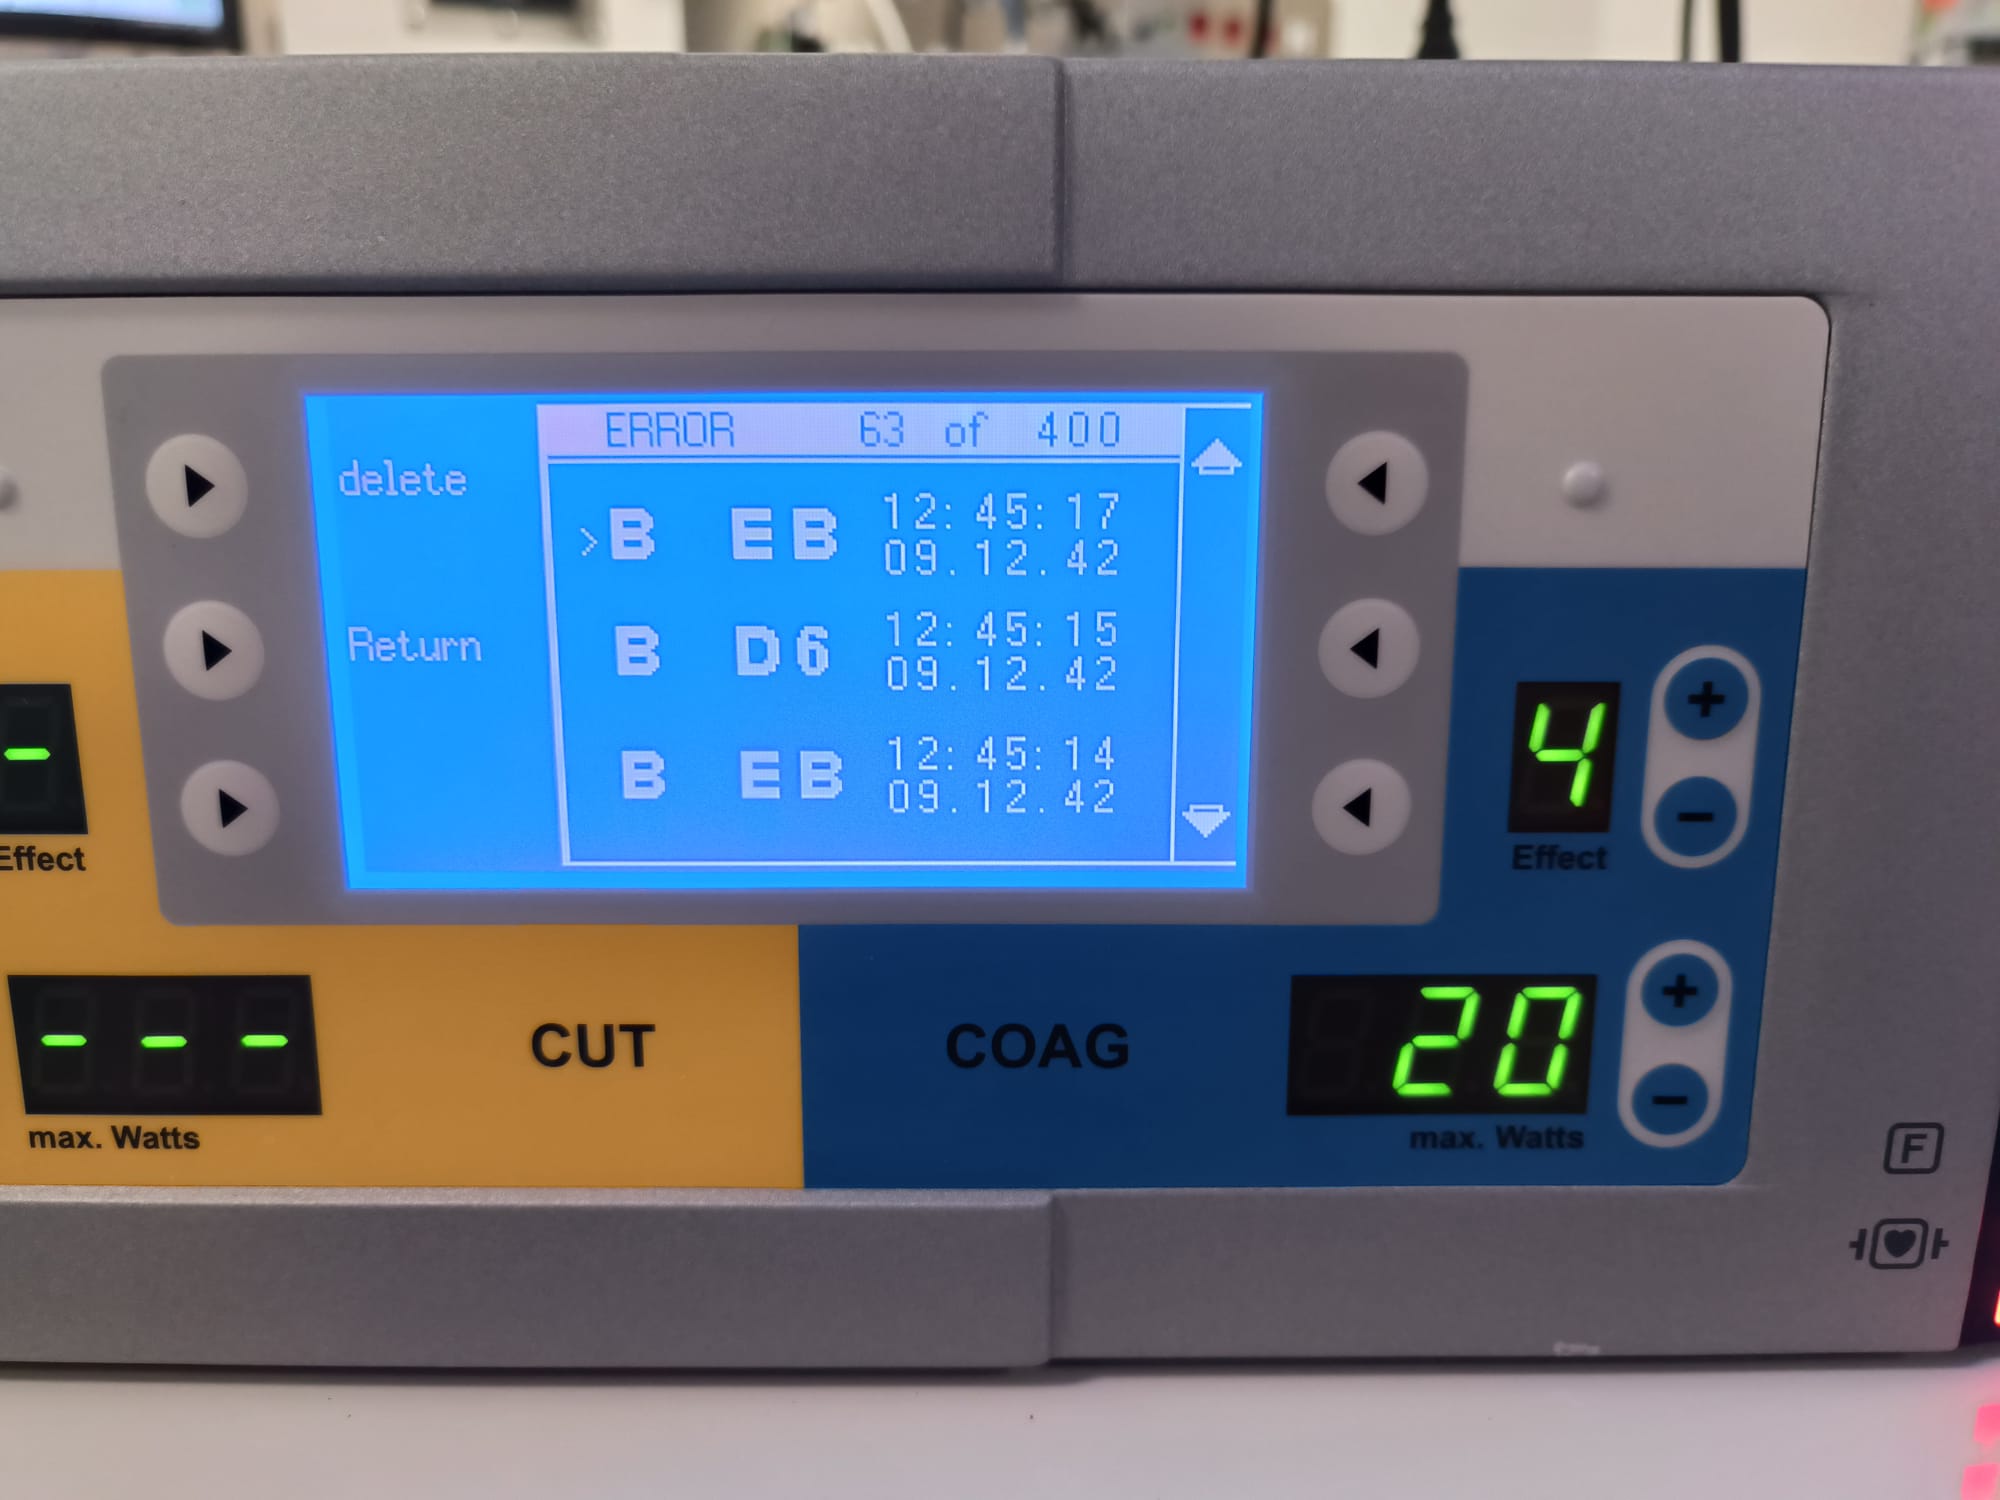 ERROR 63 of 400
delete
>B EB 12:45:17
09.12.42
Return
B D6 12:45:15
09.12.42
B EB 12:45:14
09.12.42
-
Effect
4
Effect
---
max. Watts
CUT
COAG
20
max. Watts
+
-
+
-
F